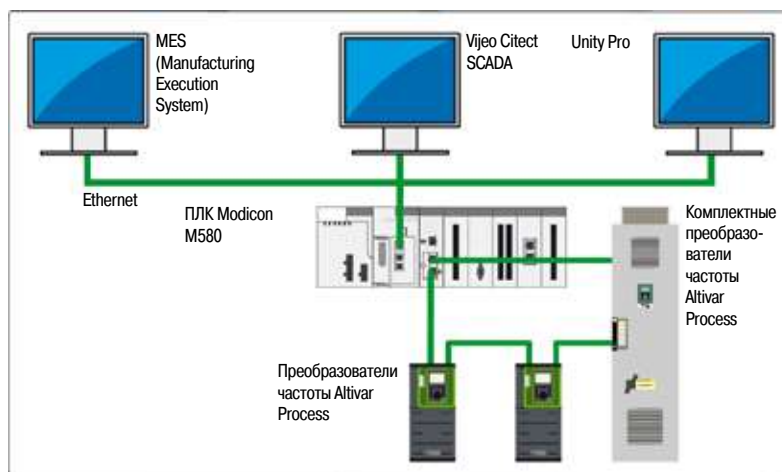 MES
(Manufacturing
Execution
System)
Vijeo Citect
SCADA
Unity Pro
Ethernet
ПЛК Modicon
M580
Комплектные
преобразо-
ватели
частоты
Altivar
Process
Преобразователи
частоты Altivar
Process